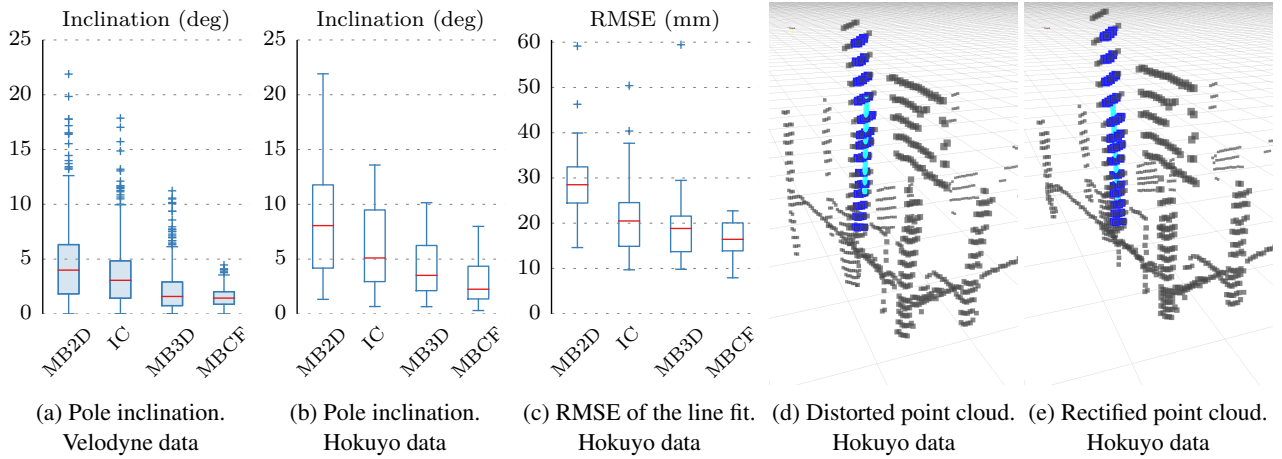 Inclination (deg)
25
20
15
10
5
0
MB2D
IC
MB3D
MBCF
(a) Pole inclination.
Velodyne data
Inclination (deg)
25
20
15
10
5
0
MB2D
IC
MB3D
MBCF
(b) Pole inclination.
Hokuyo data
RMSE (mm)
60
50
40
30
20
10
0
MB2D
IC
MB3D
MBCF
(c) RMSE of the line fit.
Hokuyo data
(d) Distorted point cloud.
Hokuyo data
(e) Rectified point cloud.
Hokuyo data